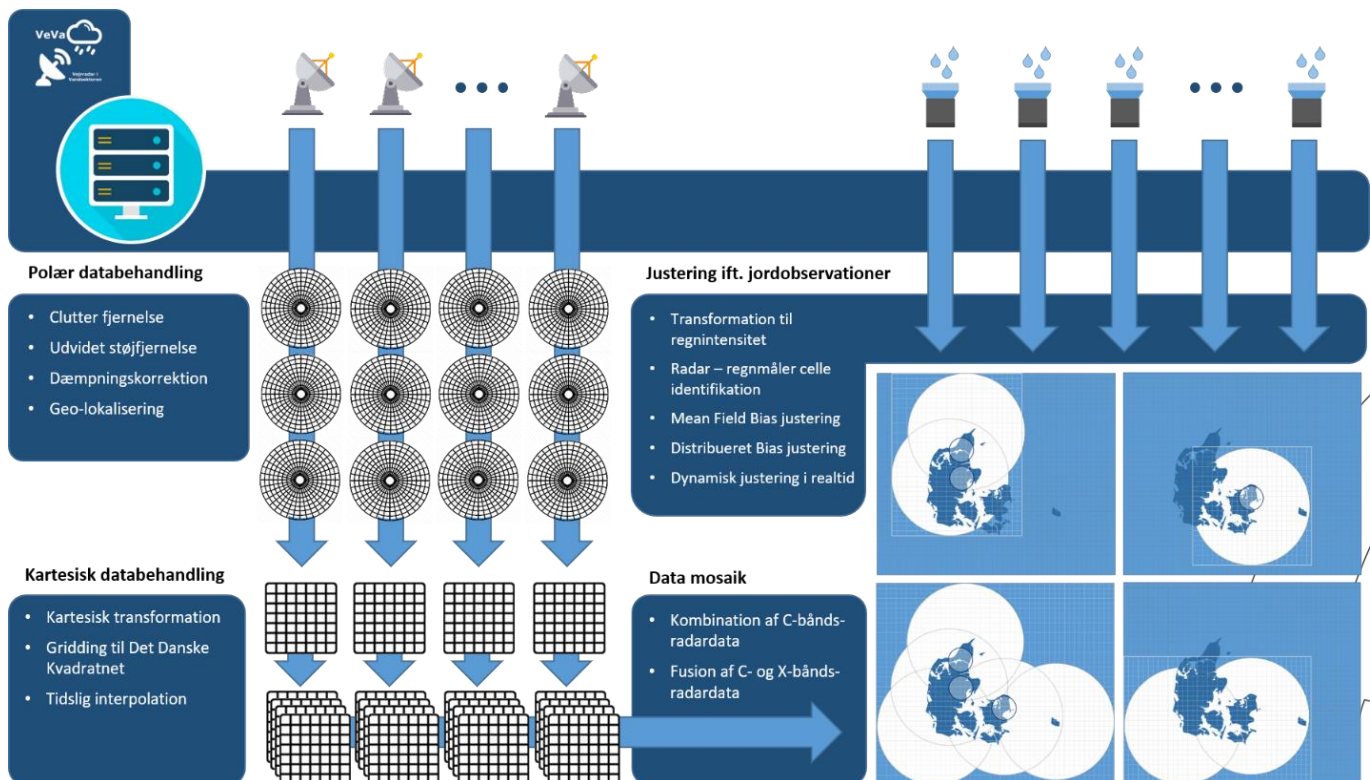 VeVa
Vejrradar i
Vandsektoren
Polær databehandling
• Clutter fjernelse
• Udvidet støjfjernelse
• Dæmpningskorrektion
• Geo-lokalisering
Justering ift. jordobservationer
• Transformation til
regnintensitet
• Radar – regnmåler celle
identifikation
• Mean Field Bias justering
• Distribueret Bias justering
• Dynamisk justering i realtid
Kartesisk databehandling
• Kartesisk transformation
• Gridding til Det Danske
Kvadratnet
• Tidslig interpolation
Data mosaik
• Kombination af C-bånds-
radardata
• Fusion af C- og X-bånds-
radardata